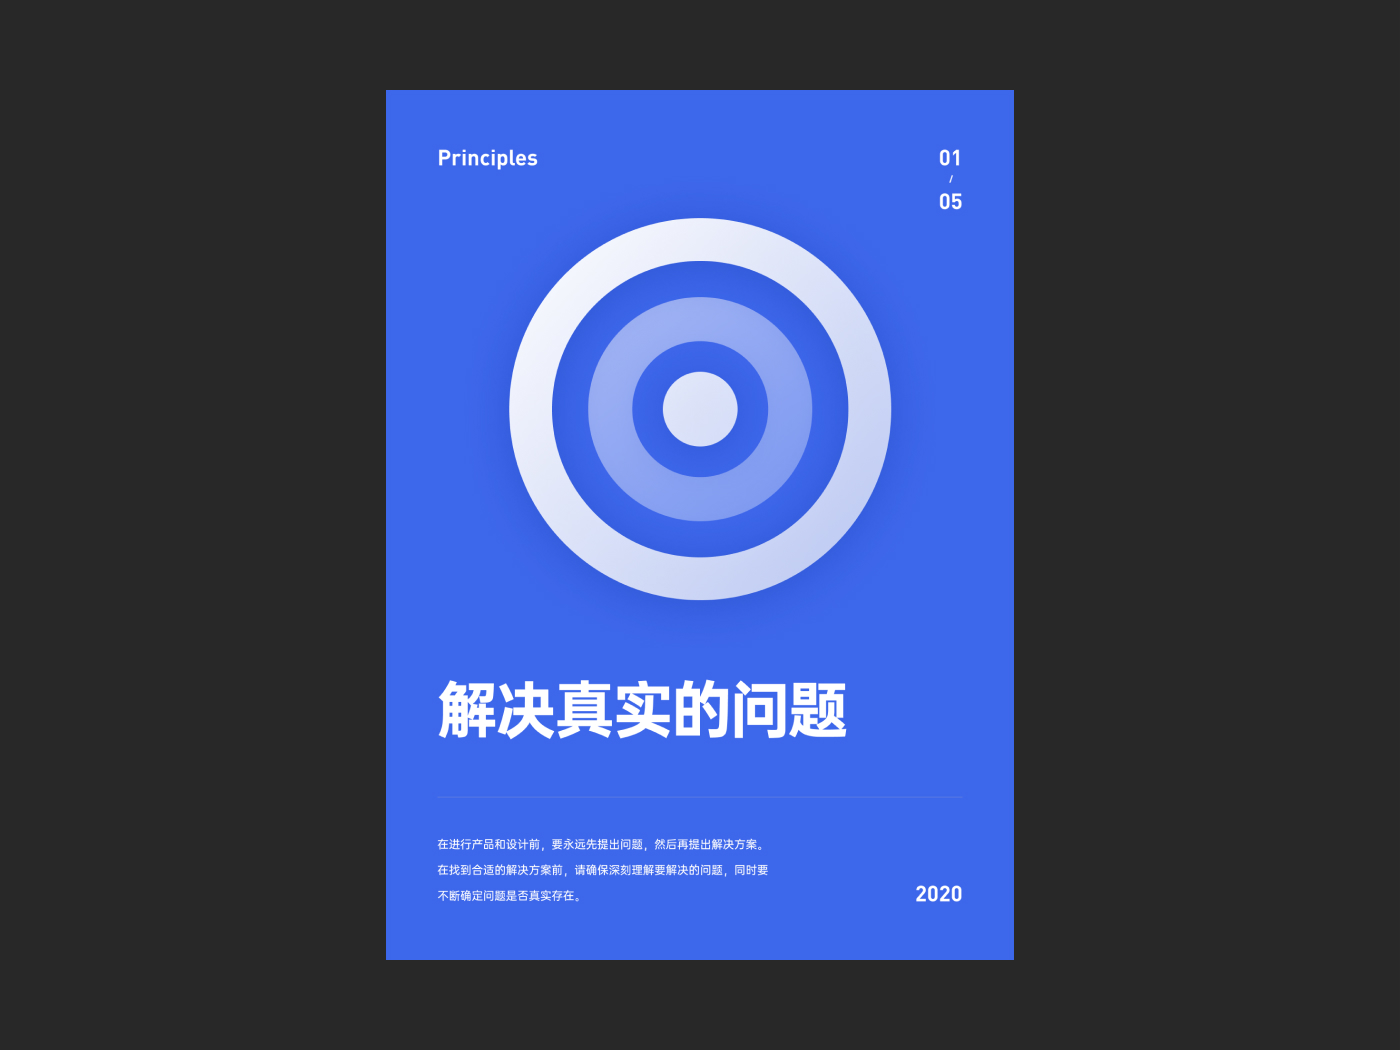 Principles
01
/
05
解决真实的问题
在进行产品和设计前，要永远先提出问题，然后再提出解决方案。
在找到合适的解决方案前，请确保深刻理解要解决的问题，同时要
不断确定问题是否真实存在。
2020